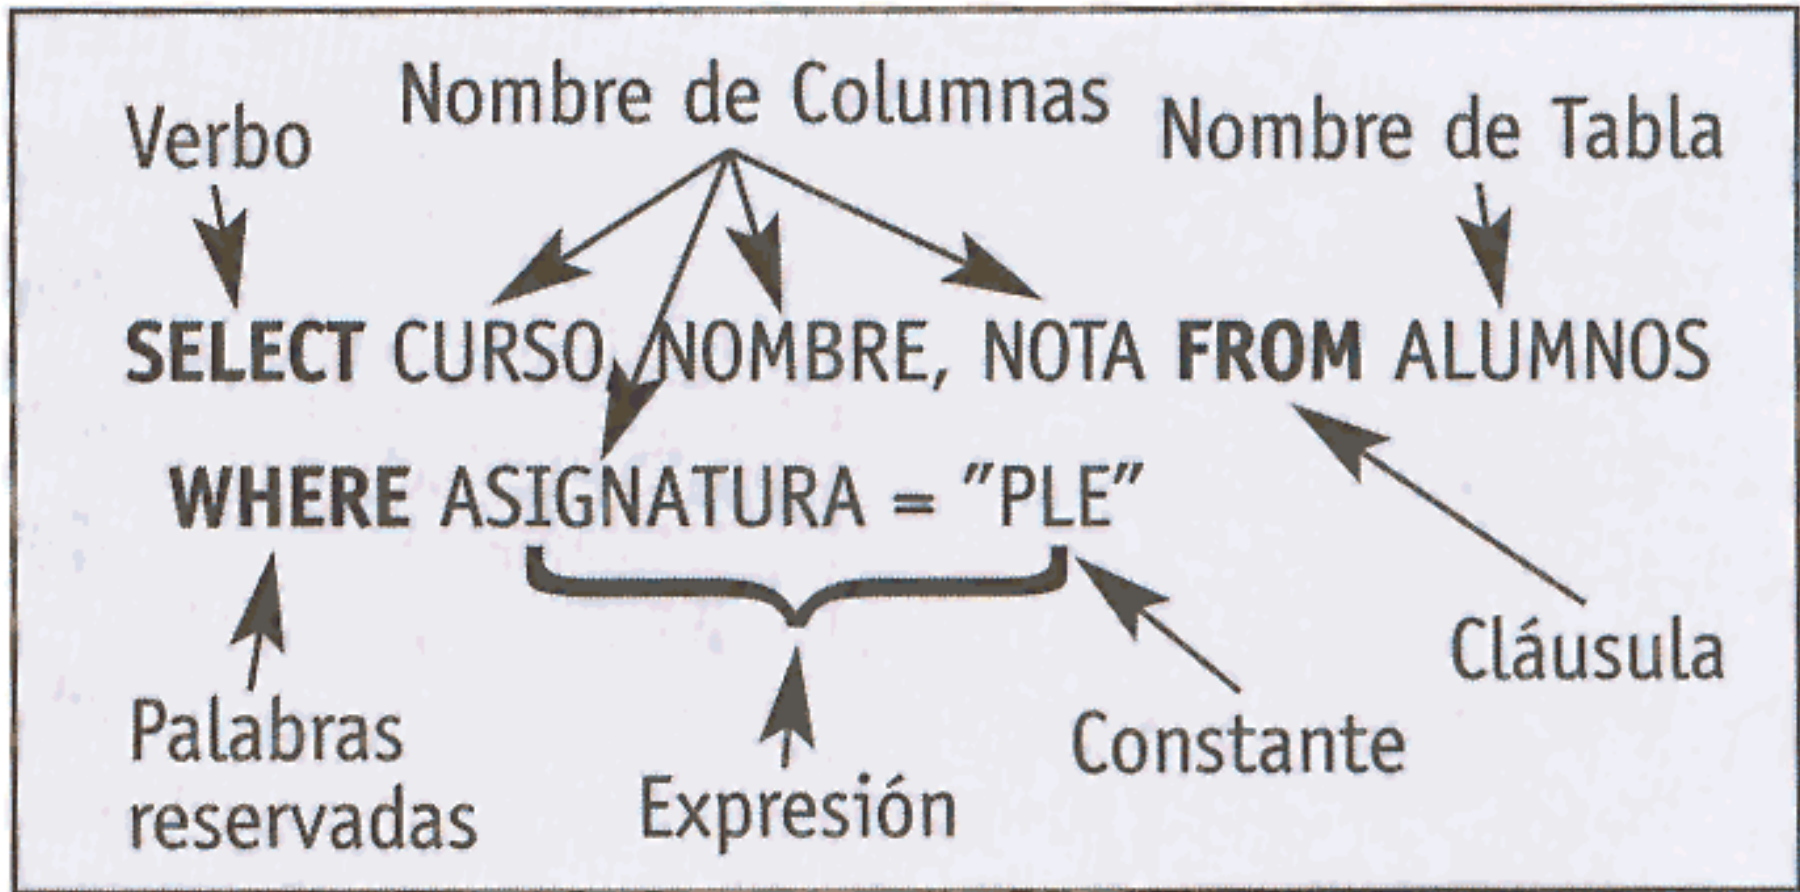 Nombre de Columnas
Verbo
Nombre de Tabla
SELECT CURSO, NOMBRE, NOTA FROM ALUMNOS
WHERE ASIGNATURA = "PLE"
Cláusula
Palabras
reservadas
Constante
Expresión